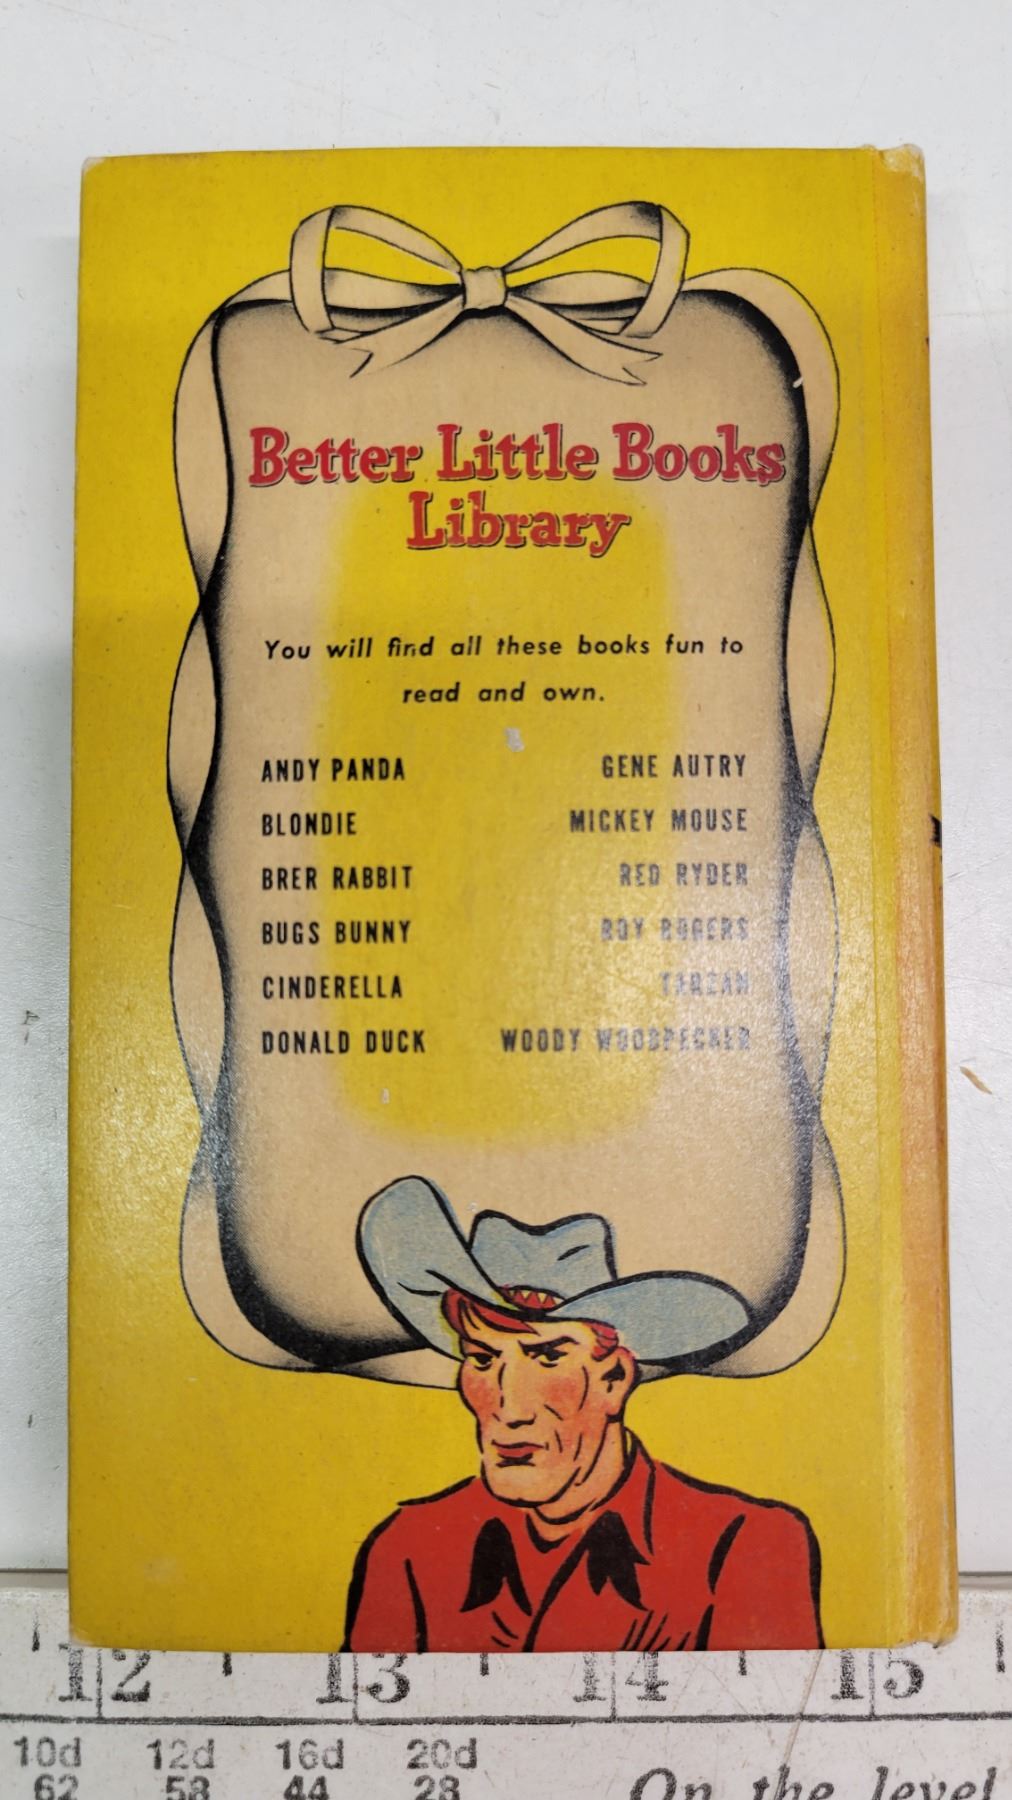 Better Little Books
Library
You will find all these books fun to
read and own.
ANDY PANDA GENE AUTRY
BLONDIE MICKEY MOUSE
BRER RABBIT RED RYDER
BUGS BUNNY ROY ROGERS
CINDERELLA TARZAN
DONALD DUCK WOODY WOODPECKER
12 13 14 15
10d 12d 16d 20d
62 58 44 28
On the level